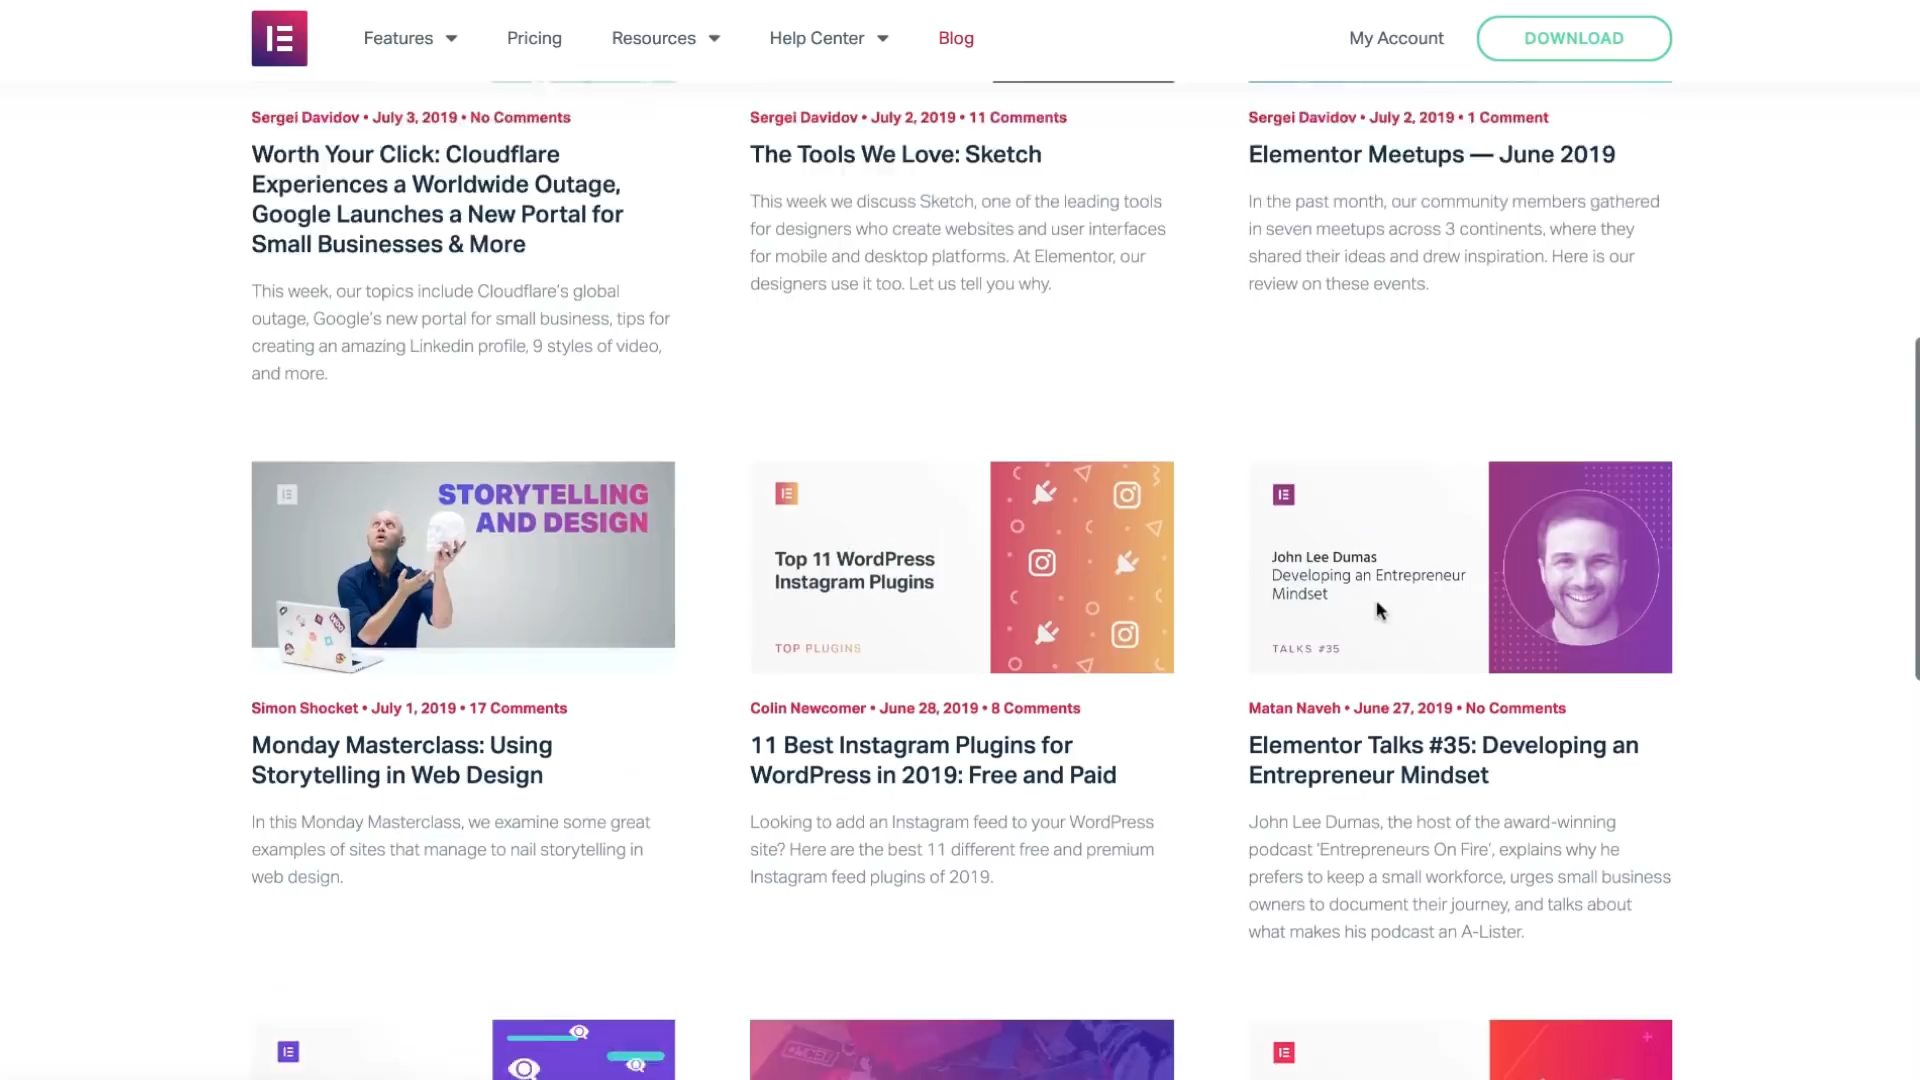 Features
Pricing
Resources
Help Center
Blog
My Account
DOWNLOAD
Sergei Davidov • July 3, 2019 • No Comments
Worth Your Click: Cloudflare
Experiences a Worldwide Outage,
Google Launches a New Portal for
Small Businesses & More
This week, our topics include Cloudflare's global
outage, Google's new portal for small business, tips for
creating an amazing Linkedin profile, 9 styles of video,
and more.
Sergei Davidov • July 2, 2019 • 11 Comments
The Tools We Love: Sketch
This week we discuss Sketch, one of the leading tools
for designers who create websites and user interfaces
for mobile and desktop platforms. At Elementor, our
designers use it too. Let us tell you why.
Sergei Davidov • July 2, 2019 • 1 Comment
Elementor Meetups — June 2019
In the past month, our community members gathered
in seven meetups across 3 continents, where they
shared their ideas and drew inspiration. Here is our
review on these events.
STORYTELLING
AND DESIGN
Simon Shocket • July 1, 2019 • 17 Comments
Monday Masterclass: Using
Storytelling in Web Design
In this Monday Masterclass, we examine some great
examples of sites that manage to nail storytelling in
web design.
Top 11 WordPress
Instagram Plugins
TOP PLUGINS
Colin Newcomer • June 28, 2019 • 8 Comments
11 Best Instagram Plugins for
WordPress in 2019: Free and Paid
Looking to add an Instagram feed to your WordPress
site? Here are the best 11 different free and premium
Instagram feed plugins of 2019.
John Lee Dumas
Developing an Entrepreneur
Mindset
TALKS #35
Matan Naveh • June 27, 2019 • No Comments
Elementor Talks #35: Developing an
Entrepreneur Mindset
John Lee Dumas, the host of the award-winning
podcast 'Entrepreneurs On Fire', explains why he
prefers to keep a small workforce, urges small business
owners to document their journey, and talks about
what makes his podcast an A-Lister.